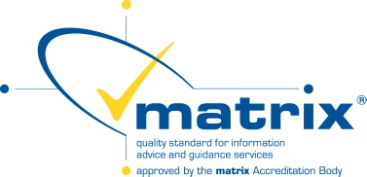 matrix®
quality standard for information
advice and guidance services
approved by the matrix Accreditation Body